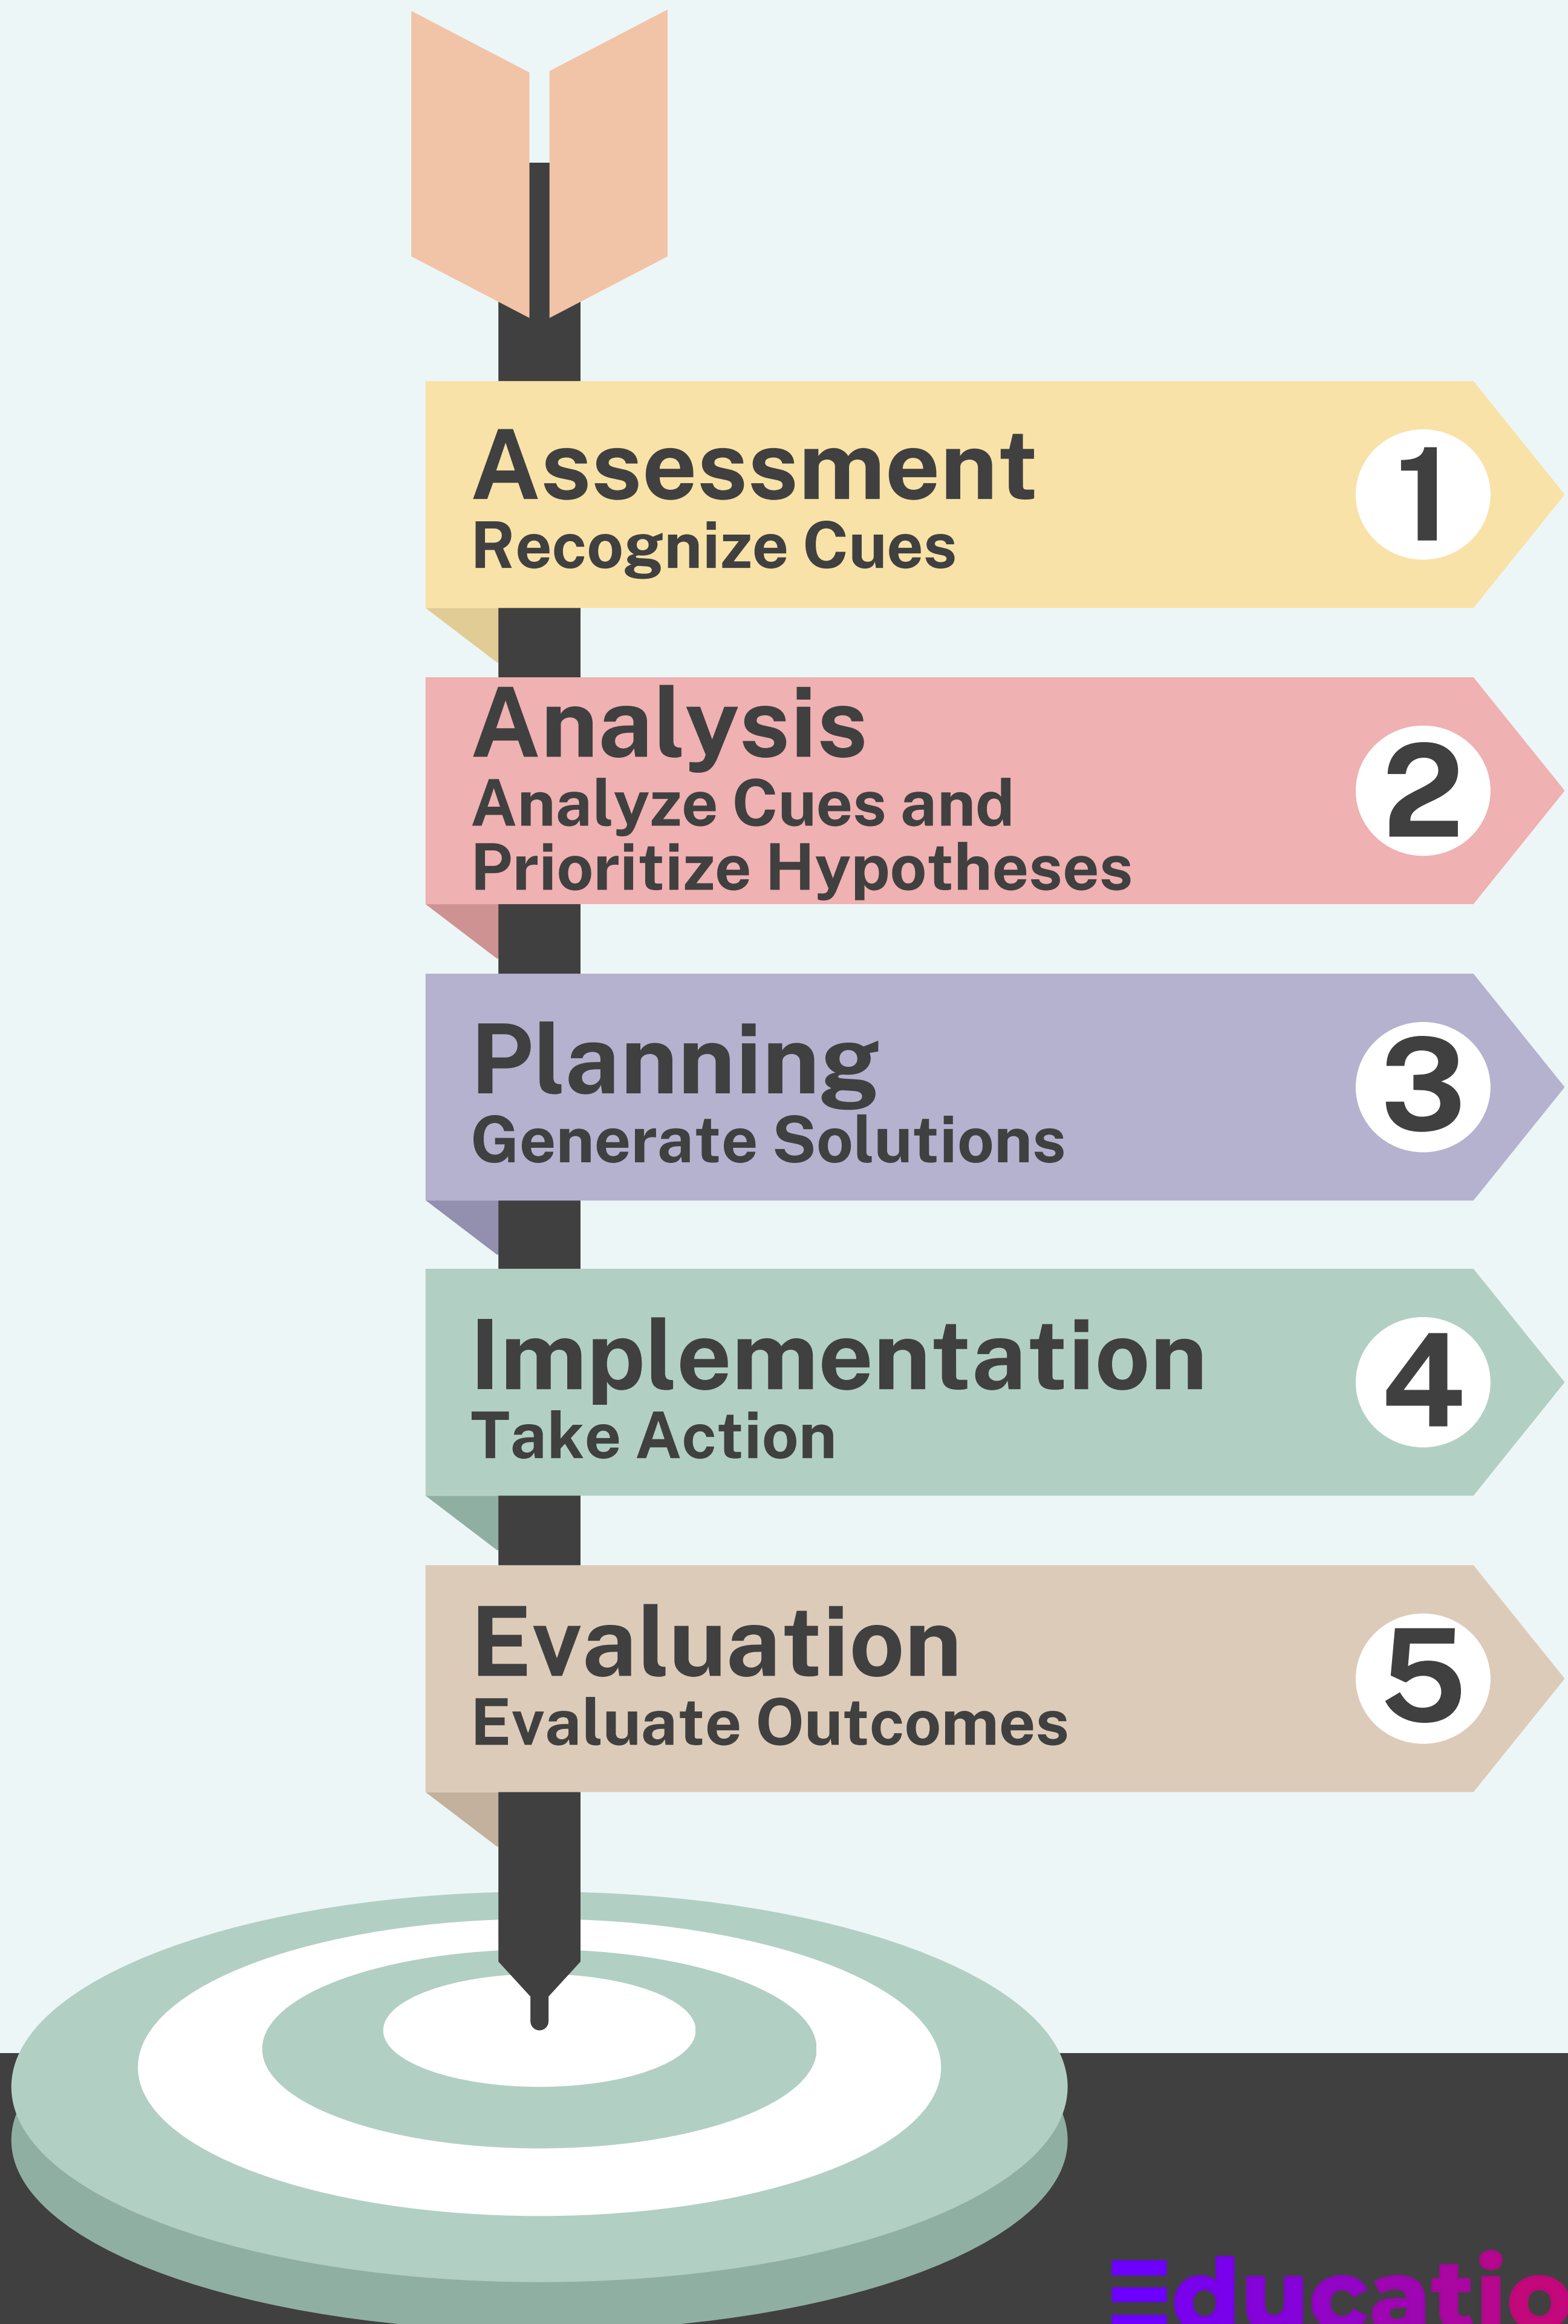 Assessment
Recognize Cues
1
Analysis
Analyze Cues and
Prioritize Hypotheses
2
Planning
Generate Solutions
3
Implementation
Take Action
4
Evaluation
Evaluate Outcomes
5